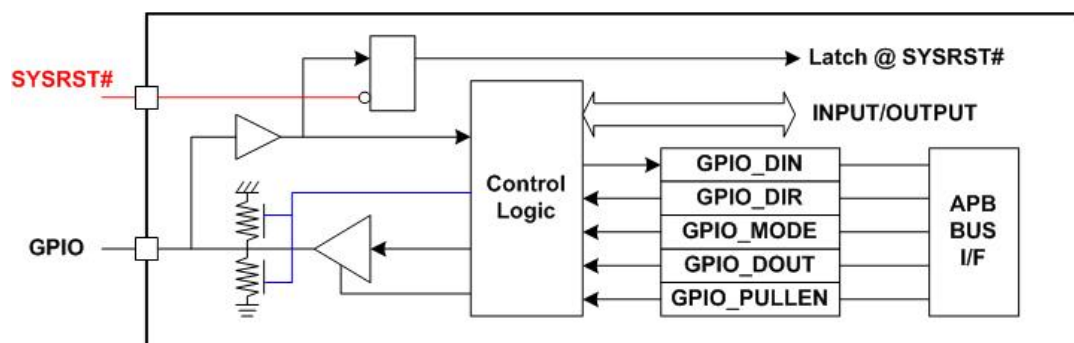 Latch @ SYSRST#
SYSRST#
INPUT/OUTPUT
GPIO_DIN
GPIO_DIR
GPIO_MODE
GPIO_DOUT
GPIO_PULLEN
Control
Logic
APB
BUS
I/F
GPIO